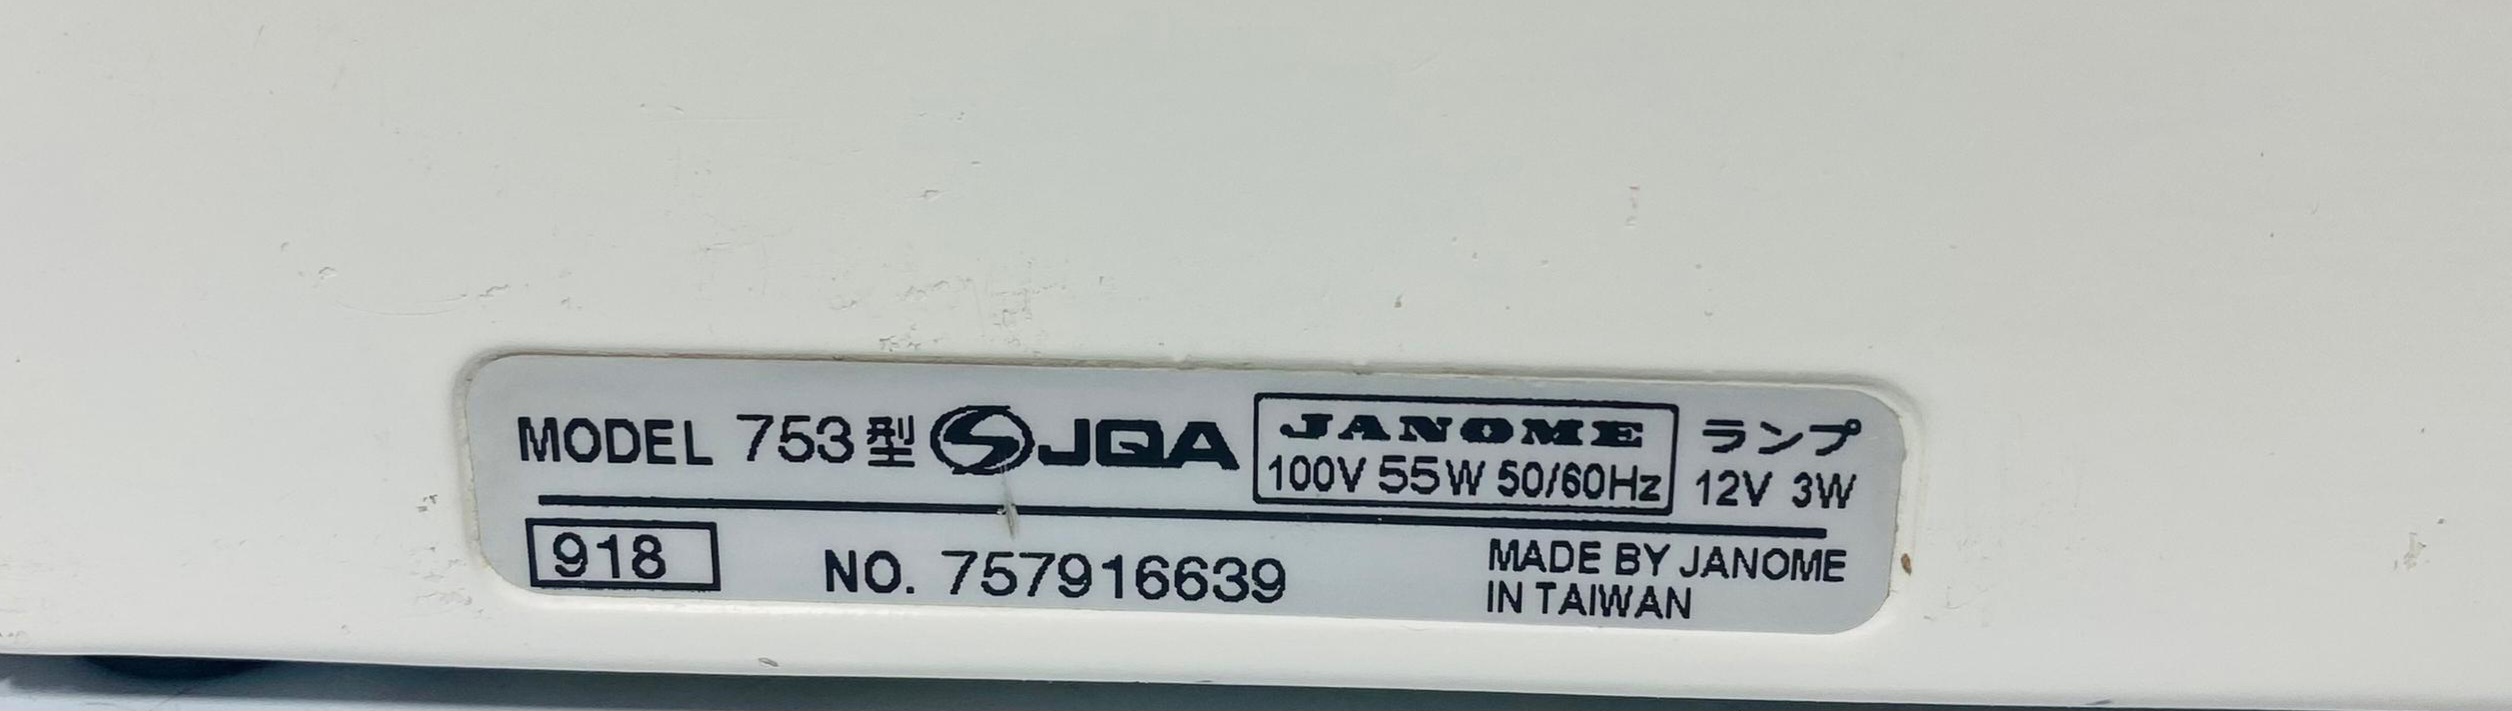 MODEL 753型 JQA
JANOME
100V 55W 50/60Hz
ランプ
12V 3W
918
NO. 757916639
MADE BY JANOME
IN TAIWAN